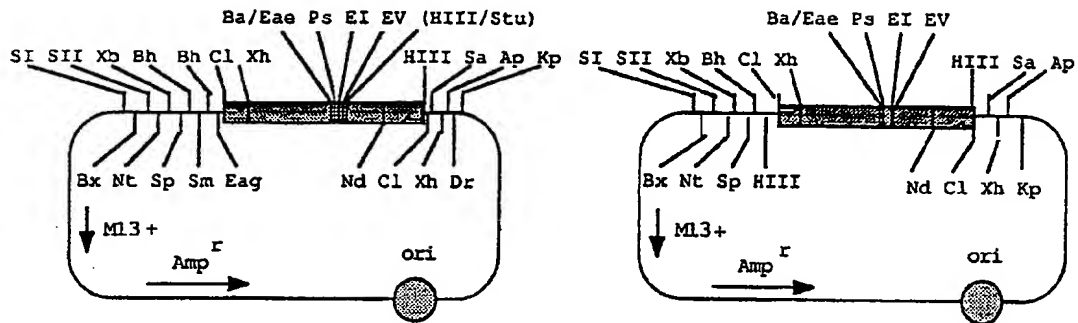 Ba/Eae Ps EI EV (HIII/Stu)
SI SII Xb Bh Bh Cl Xh HIII Sa Ap Kp
Bx Nt Sp Sm Eag Nd Cl Xh Dr
M13+
Amp r
ori
Ba/Eae Ps EI EV
SI SII Xb Bh Cl Xh HIII Sa Ap
Bx Nt Sp HIII Nd Cl Xh Kp
M13+
Amp r
ori